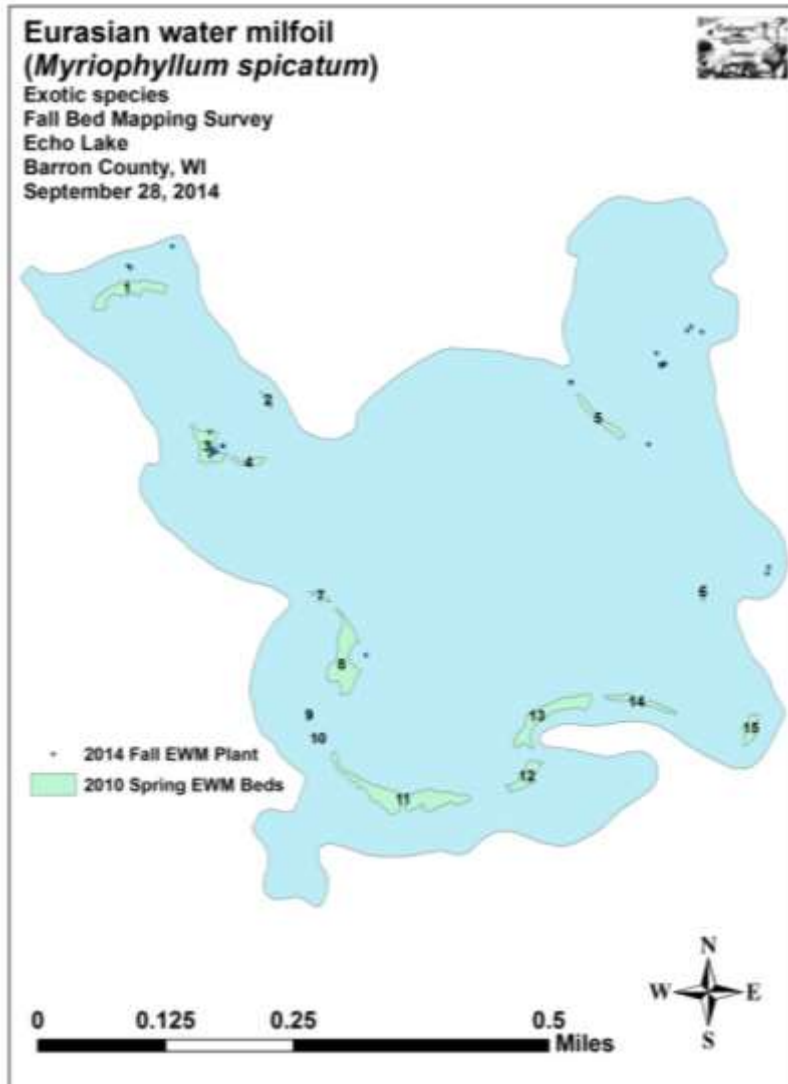 Eurasian water milfoil
(Myriophyllum spicatum)
Exotic species
Fall Bed Mapping Survey
Echo Lake
Barron County, WI
September 28, 2014
1
2
3
4
5
6
7
8
9
10
11
12
13
14
15
2014 Fall EWM Plant
2010 Spring EWM Beds
N
W E
S
0 0.125 0.25 0.5
Miles